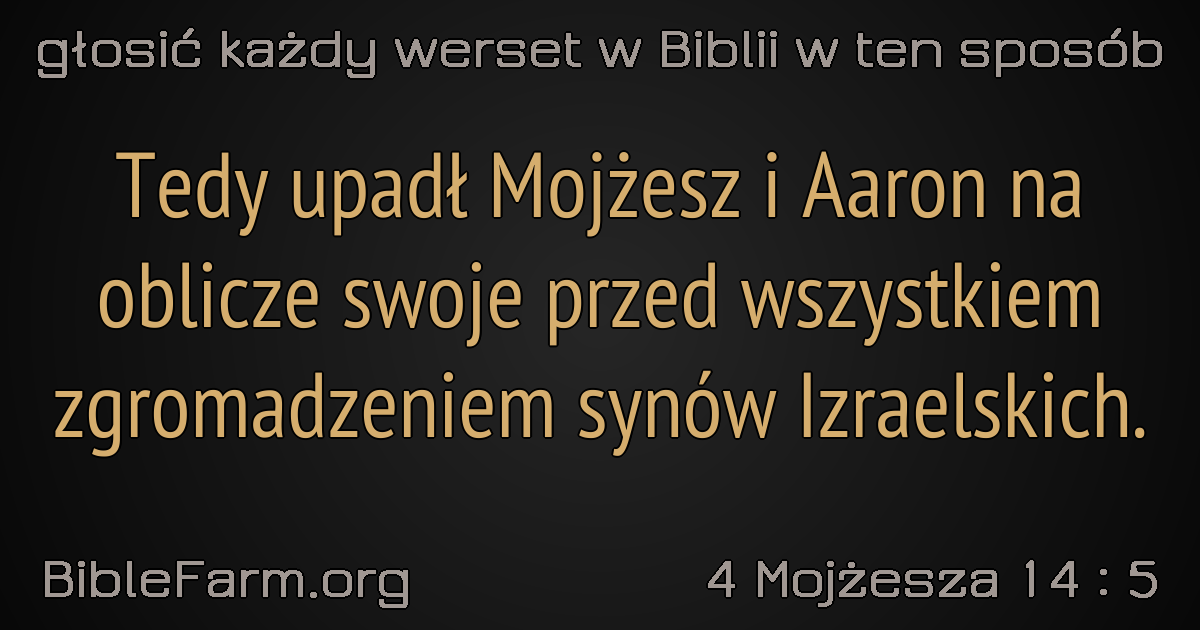 głosić każdy werset w Biblii w ten sposób
Tedy upadł Mojżesz i Aaron na
oblicze swoje przed wszystkiem
zgromadzeniem synów Izraelskich.
BibleFarm.org
4 Mojżesza 14 : 5